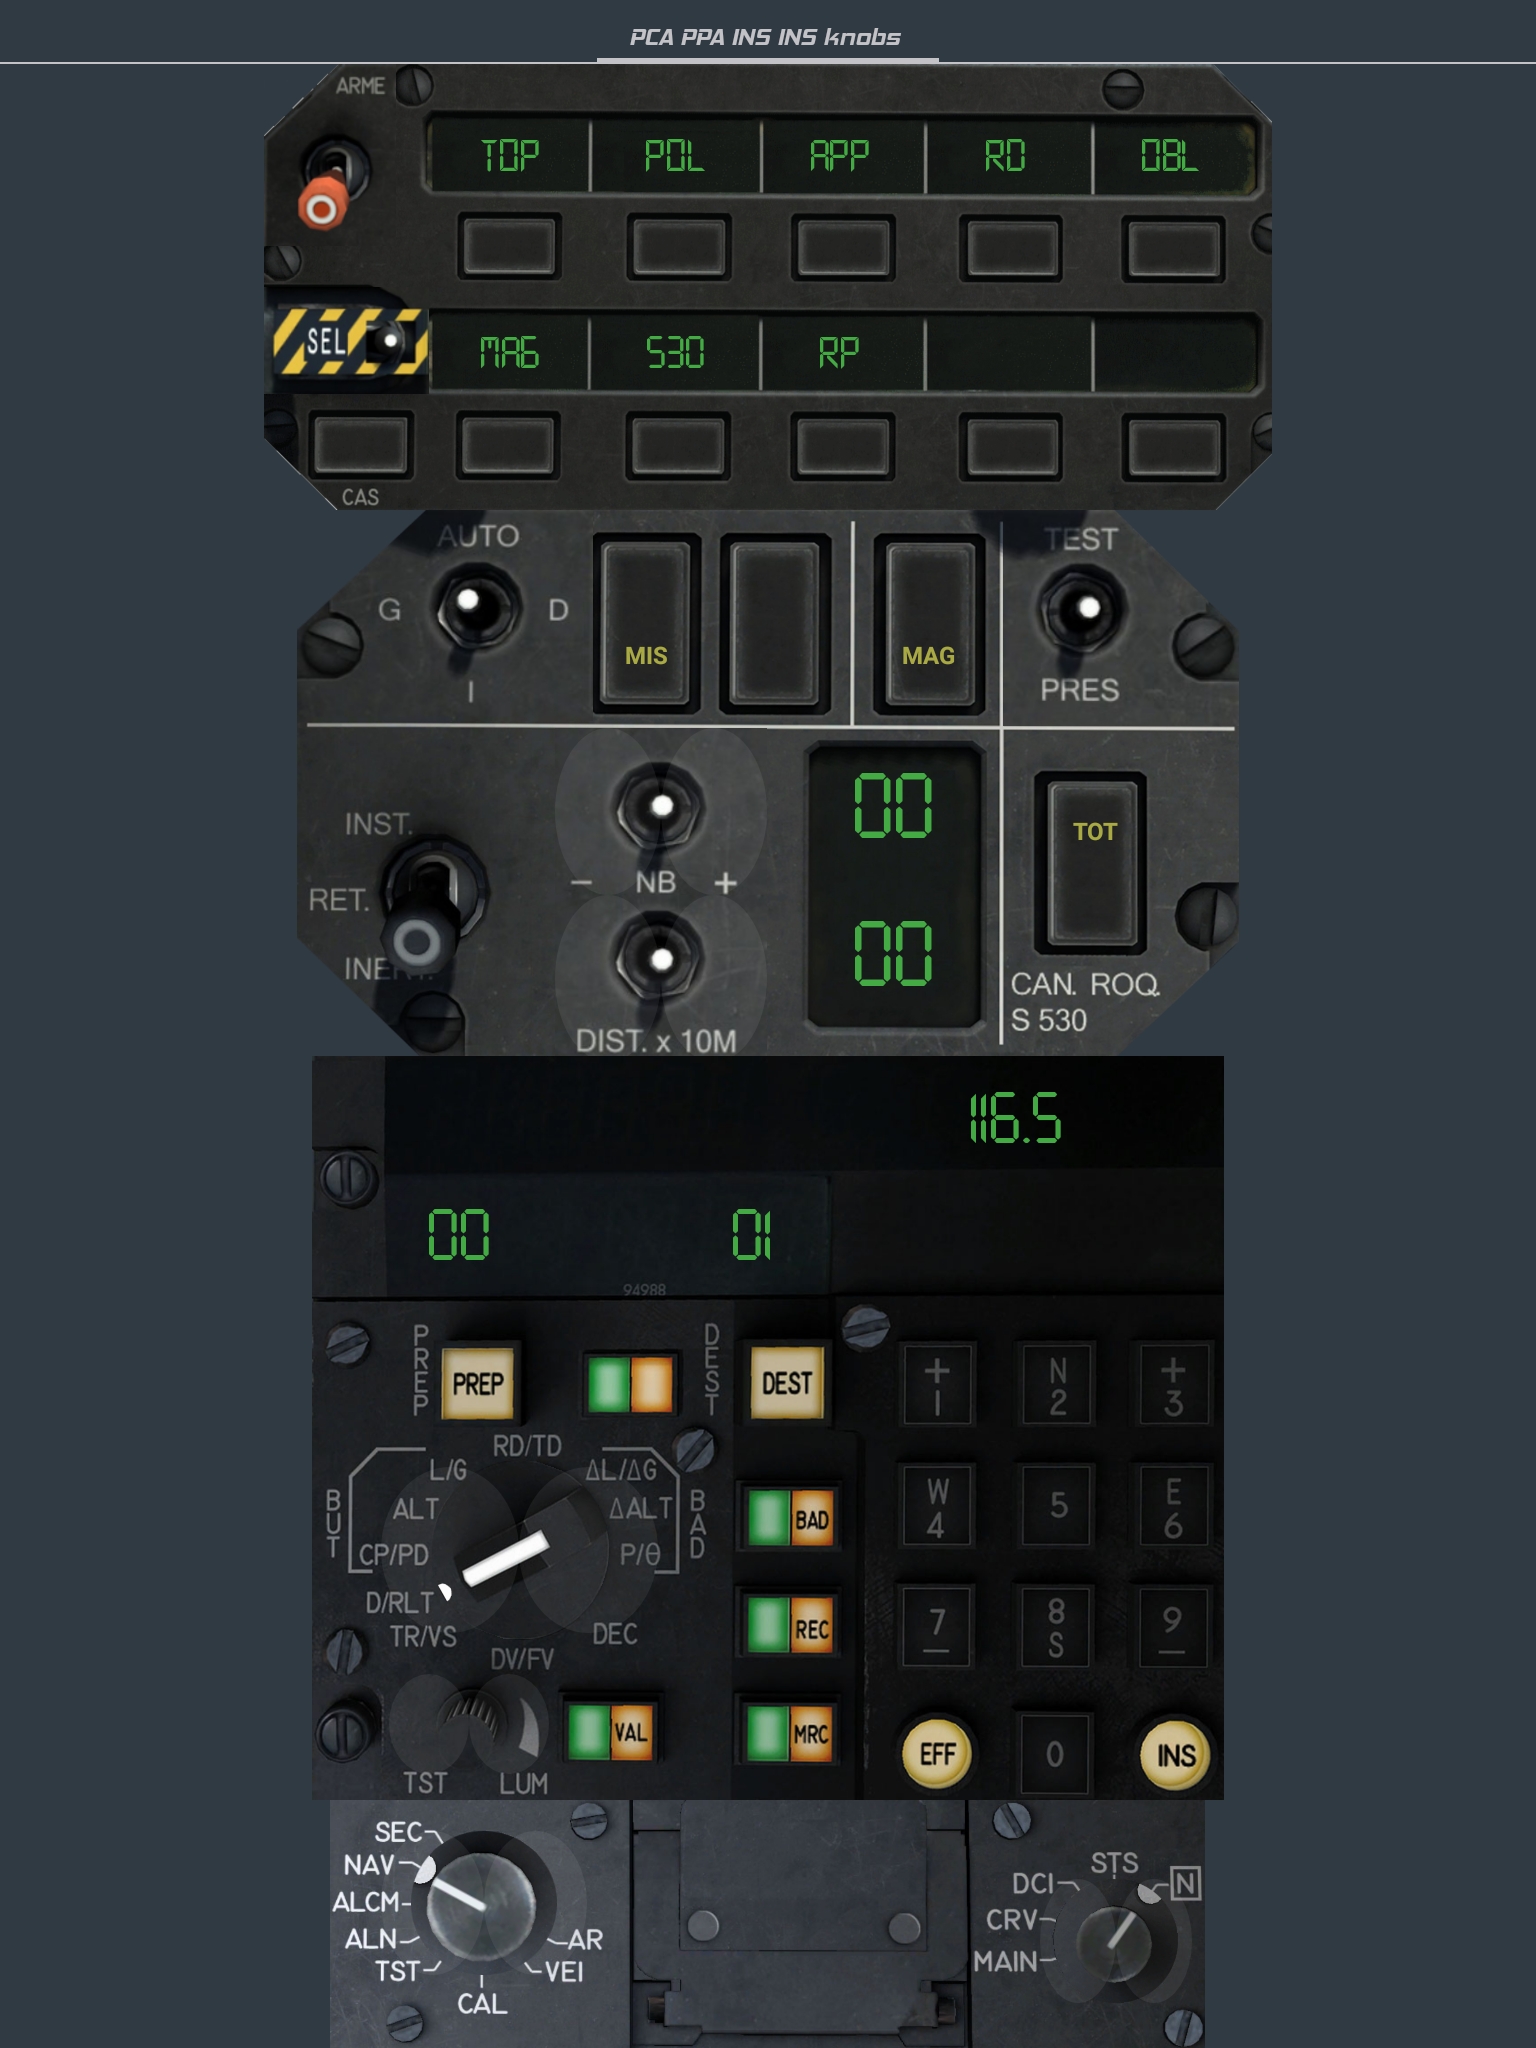 PCA PPA INS INS knobs
ARME
TOP POL APP RO OBL
SEL MAG 530 RP
CAS
AUTO TEST
G D
MIS MAG
I PRES
00
INST. TOT
RET. - NB +
00
INERT.
CAN. ROQ.
S 530
DIST. x 10M
116.5
00 01
94988
PREP PREP DEST DEST + 1 N 2 + 3
RD/TD
L/G ΔL/ΔG
BUT ALT ΔALT BAD BAD W 4 5 E 6
CP/PD P/θ
D/RLT
TR/VS DEC REC 7 8 S 9
DV/FV
VAL MRC EFF 0 INS
TST LUM
SEC
NAV STS
DCI N
ALCM CRV
ALN AR MAIN
TST VEI
CAL